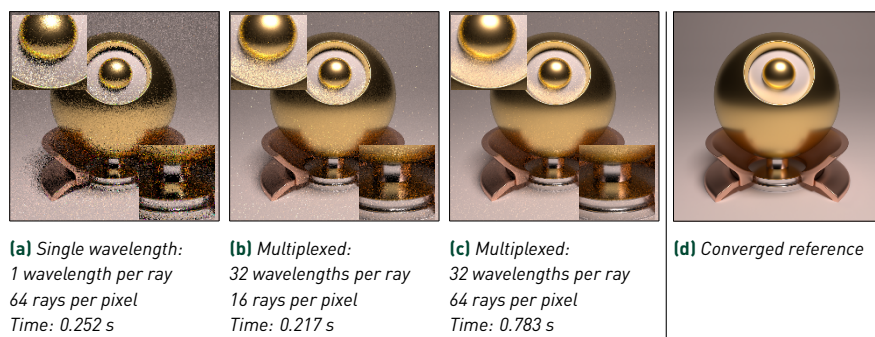 (a) Single wavelength:
1 wavelength per ray
64 rays per pixel
Time: 0.252 s
(b) Multiplexed:
32 wavelengths per ray
16 rays per pixel
Time: 0.217 s
(c) Multiplexed:
32 wavelengths per ray
64 rays per pixel
Time: 0.783 s
(d) Converged reference